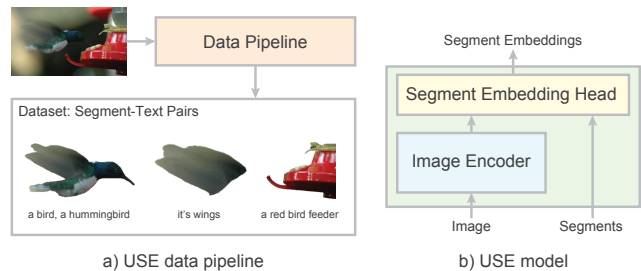 Data Pipeline
Dataset: Segment-Text Pairs
a bird, a hummingbird
it's wings
a red bird feeder
a) USE data pipeline
Segment Embeddings
Segment Embedding Head
Image Encoder
Image
Segments
b) USE model